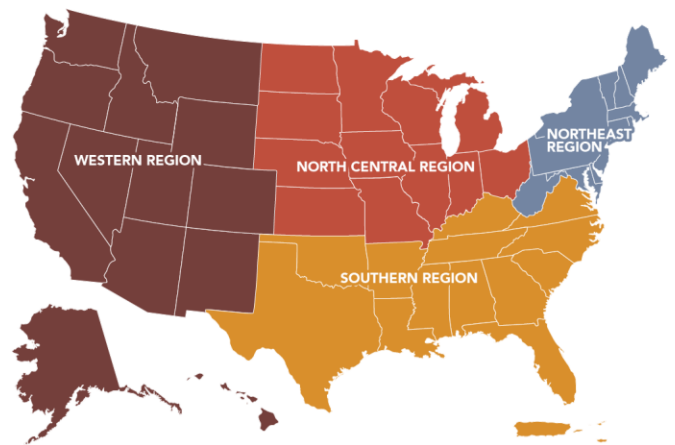 NORTHEAST
REGION
WESTERN REGION
NORTH CENTRAL REGION
SOUTHERN REGION